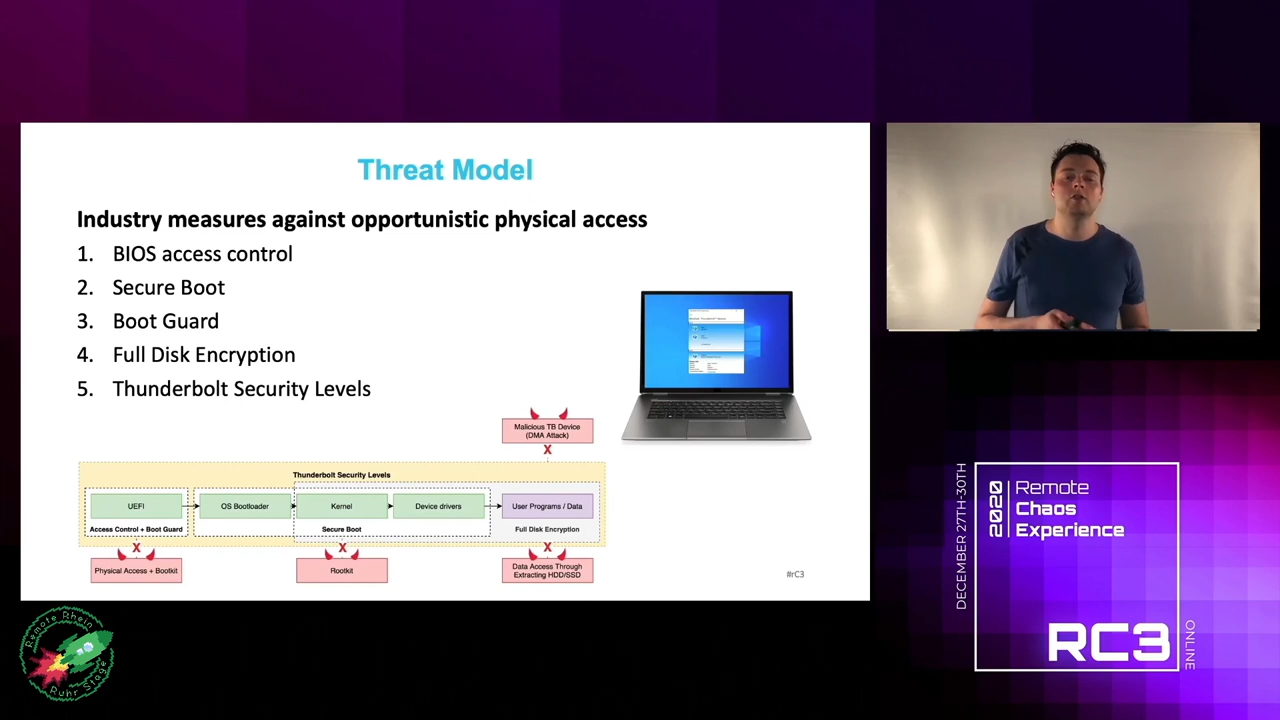 Threat Model
Industry measures against opportunistic physical access
1. BIOS access control
2. Secure Boot
3. Boot Guard
4. Full Disk Encryption
5. Thunderbolt Security Levels
Malicious TB Device
(DMA Attack)
X
Thunderbolt Security Levels
UEFI
OS Bootloader
Kernel
Device drivers
User Programs / Data
Access Control + Boot Guard
Secure Boot
Full Disk Encryption
X
X
X
Physical Access + Bootkit
Rootkit
Data Access Through
Extracting HDD/SSD
#rC3
DECEMBER 27TH-30TH
2020
Remote
Chaos
Experience
RC3
ONLINE
Remote Rhein
Ruhr Stage